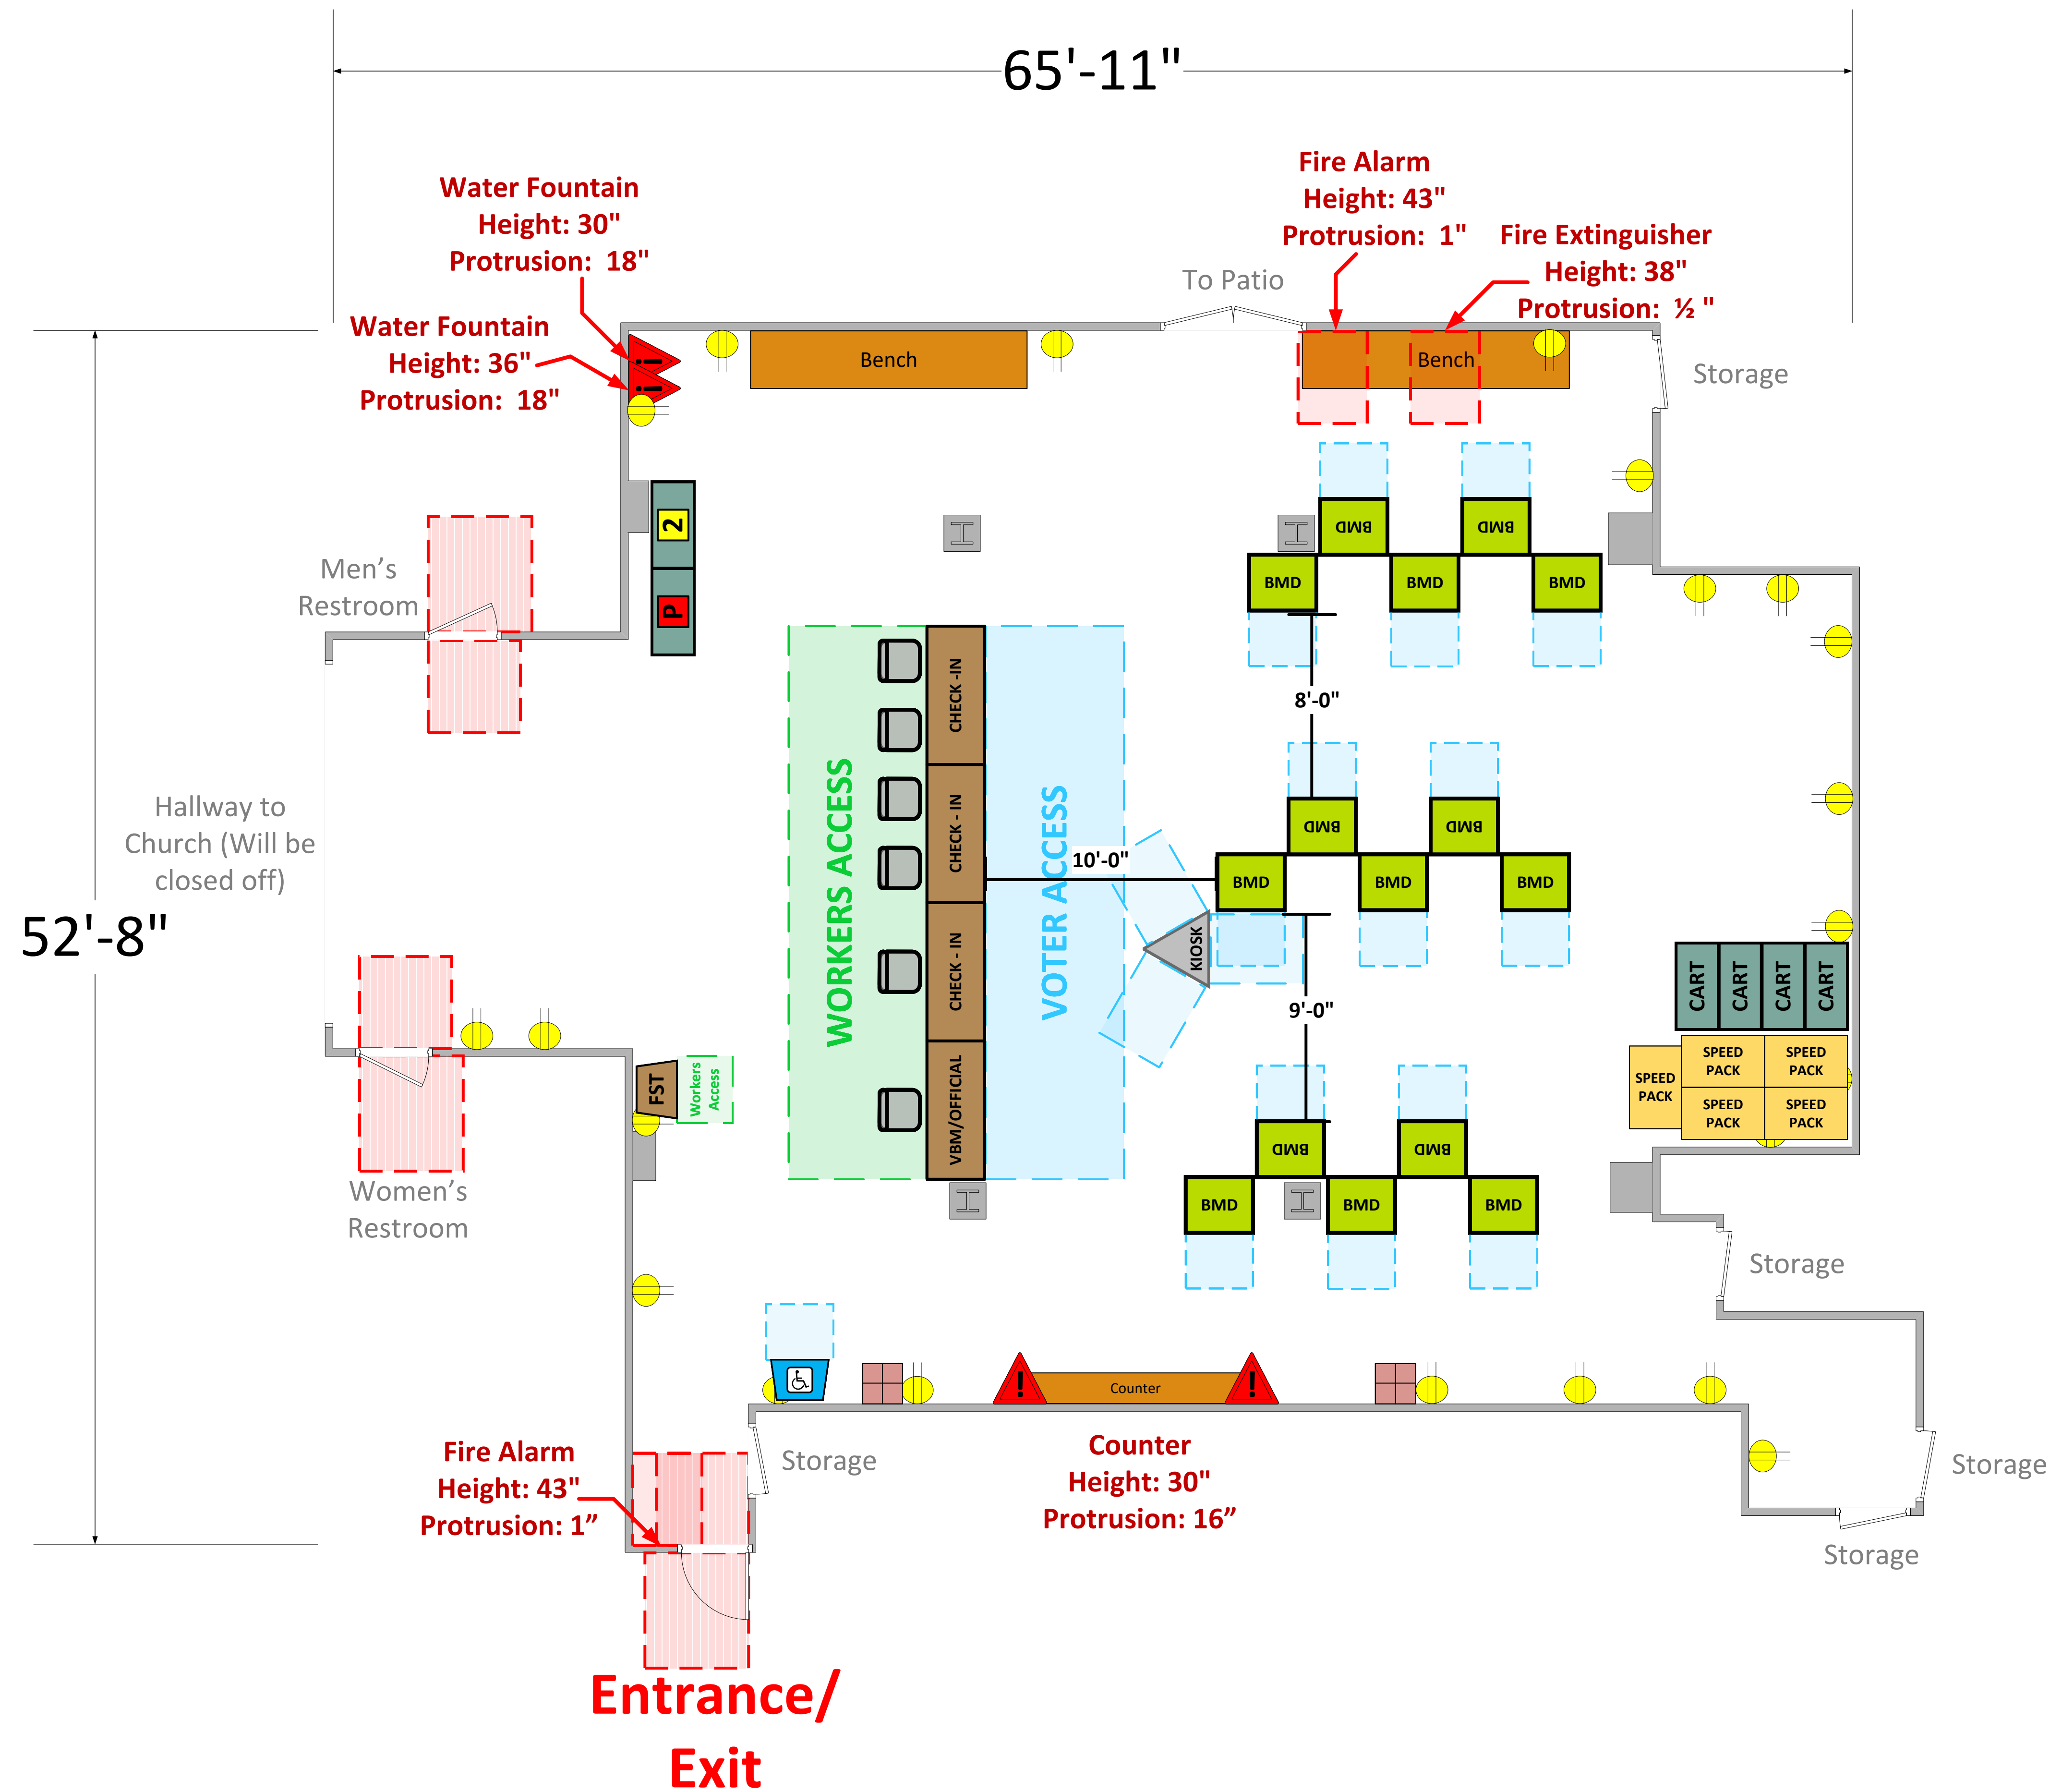 65'-11"
Fire Alarm
Height: 43"
Protrusion:  1"
Water Fountain
Height: 30"
Protrusion:  18"
Fire Extinguisher
Height: 38"
Protrusion:  ½ "
To Patio
Water Fountain
Height: 36"
Protrusion:  18"
!
!
Bench
Bench
Storage
2
P
BMD
BMD
BMD
BMD
BMD
Men's
Restroom
CHECK -IN
8'-0"
Hallway to
Church (Will be
closed off)
WORKERS ACCESS
CHECK - IN
VOTER ACCESS
10'-0"
BMD
BMD
BMD
BMD
BMD
52'-8"
CHECK - IN
KIOSK
9'-0"
CART
CART
CART
CART
SPEED
PACK
SPEED
PACK
SPEED
PACK
SPEED
PACK
SPEED
PACK
FST
Workers
Access
VBM/OFFICIAL
BMD
BMD
BMD
BMD
BMD
Women's
Restroom
Storage
!
Counter
!
Fire Alarm
Height: 43"
Protrusion: 1”
Storage
Counter
Height: 30"
Protrusion: 16”
Storage
Storage
Entrance/
Exit